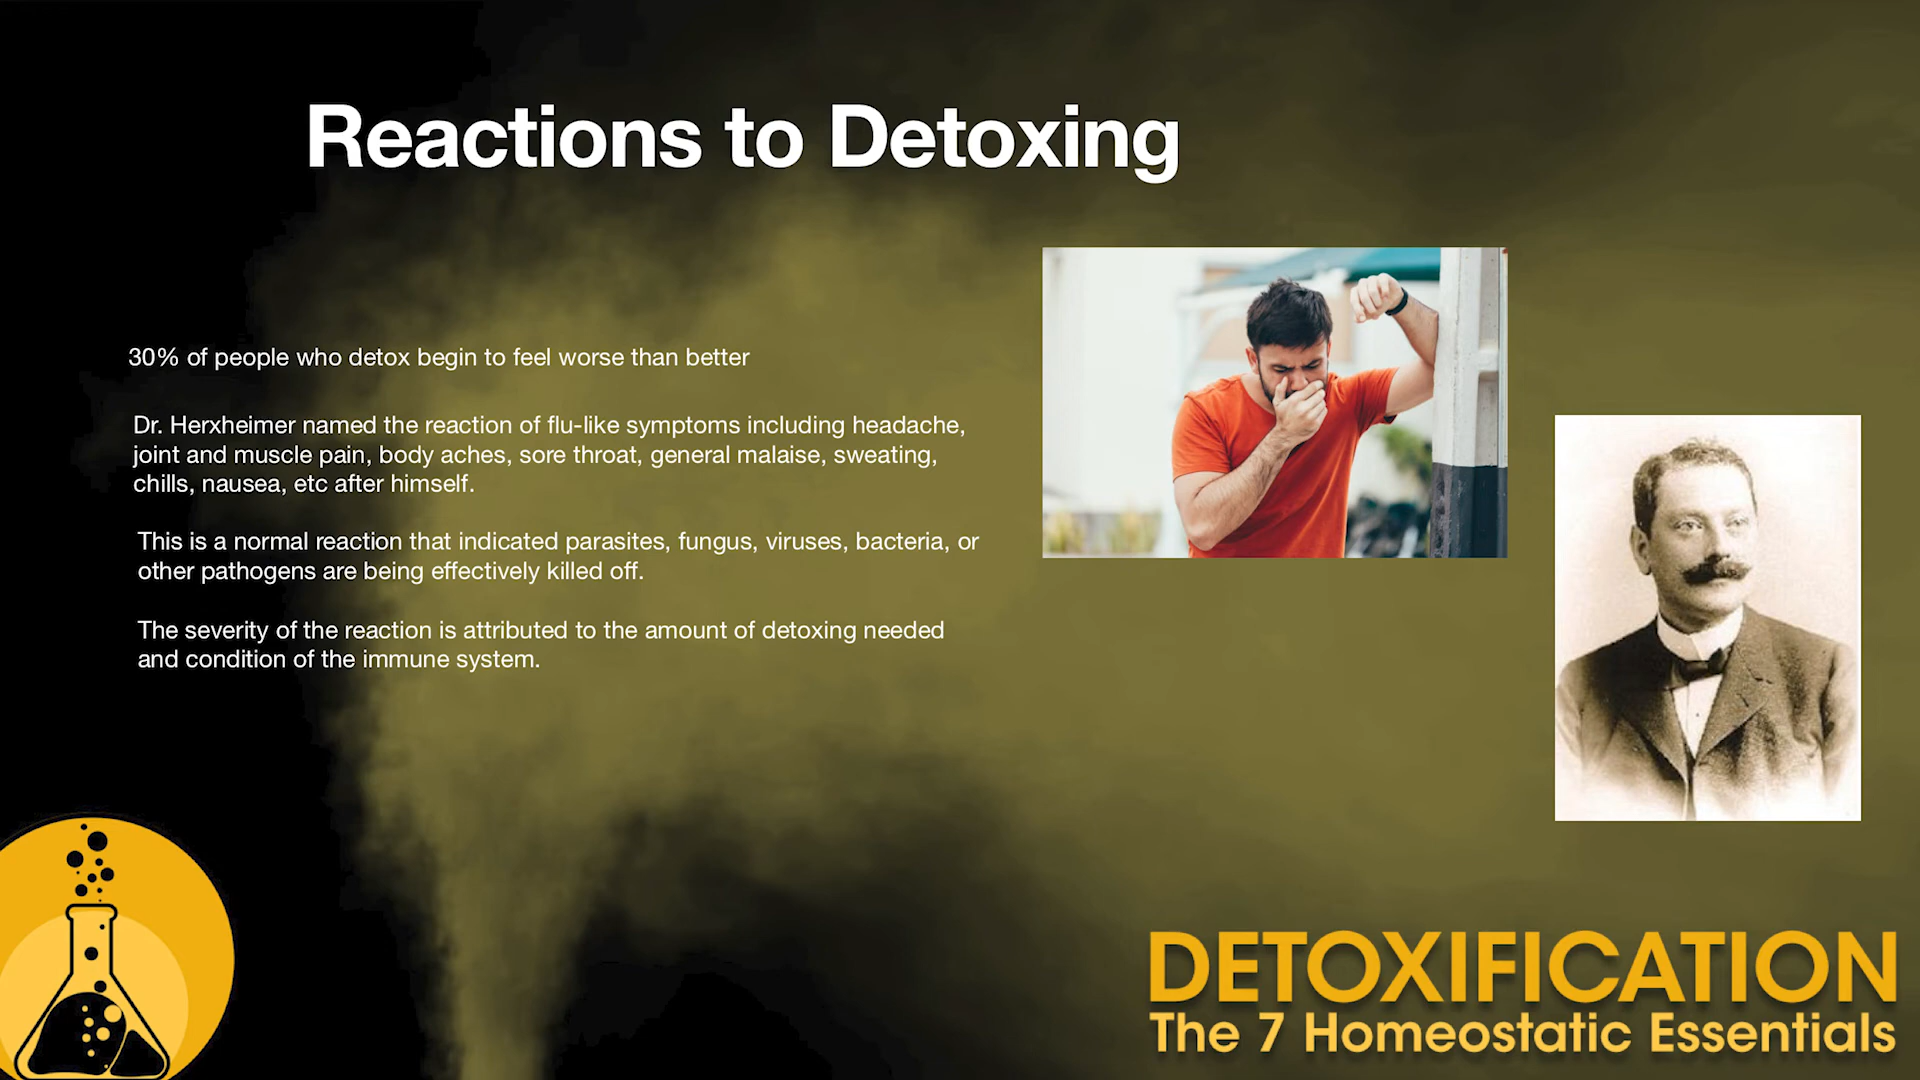 Reactions to Detoxing
30% of people who detox begin to feel worse than better
Dr. Herxheimer named the reaction of flu-like symptoms including headache,
joint and muscle pain, body aches, sore throat, general malaise, sweating,
chills, nausea, etc after himself.
This is a normal reaction that indicated parasites, fungus, viruses, bacteria, or
other pathogens are being effectively killed off.
The severity of the reaction is attributed to the amount of detoxing needed
and condition of the immune system.
DETOXIFICATION
The 7 Homeostatic Essentials